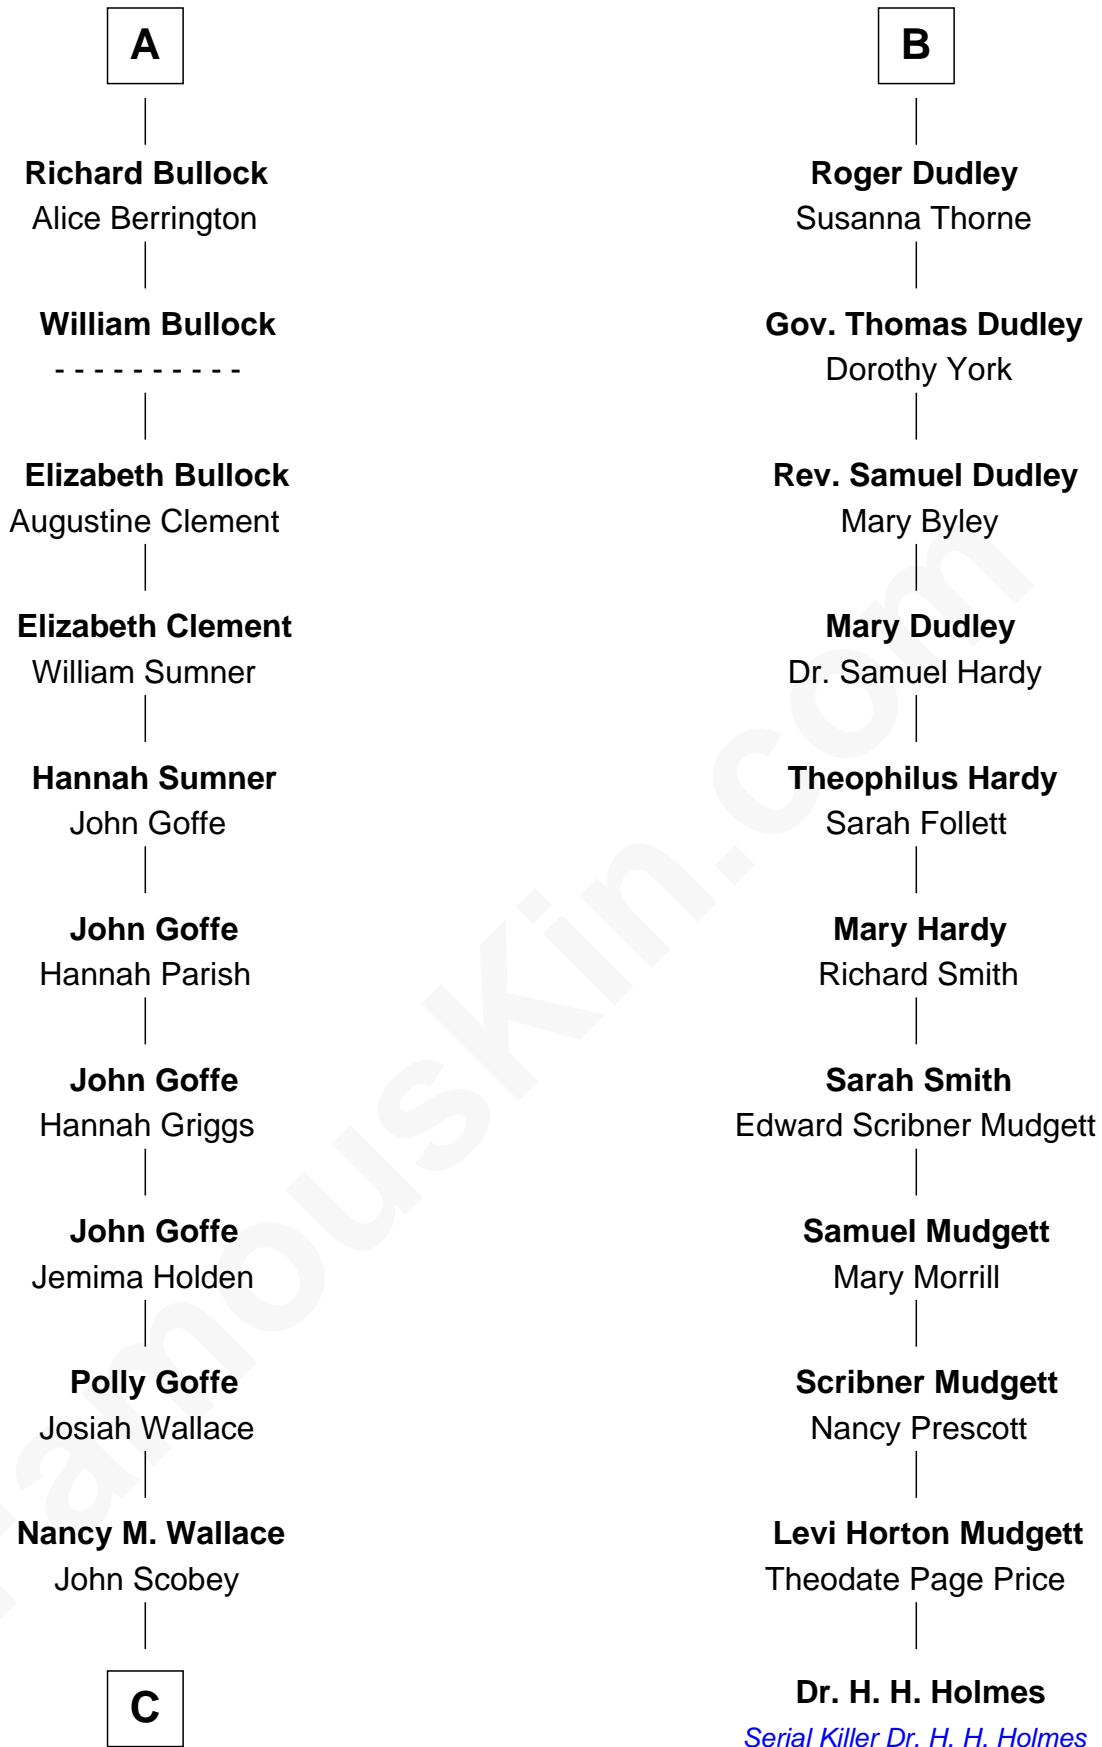 A
Richard Bullock
Alice Berrington
William Bullock
- - - - - - - - - -
Elizabeth Bullock
Augustine Clement
Elizabeth Clement
William Sumner
Hannah Sumner
John Goffe
John Goffe
Hannah Parish
John Goffe
Hannah Griggs
John Goffe
Jemima Holden
Polly Goffe
Josiah Wallace
Nancy M. Wallace
John Scobey
C
B
Roger Dudley
Susanna Thorne
Gov. Thomas Dudley
Dorothy York
Rev. Samuel Dudley
Mary Byley
Mary Dudley
Dr. Samuel Hardy
Theophilus Hardy
Sarah Follett
Mary Hardy
Richard Smith
Sarah Smith
Edward Scribner Mudgett
Samuel Mudgett
Mary Morrill
Scribner Mudgett
Nancy Prescott
Levi Horton Mudgett
Theodate Page Price
Dr. H. H. Holmes
Serial Killer Dr. H. H. Holmes
FamousKin.com